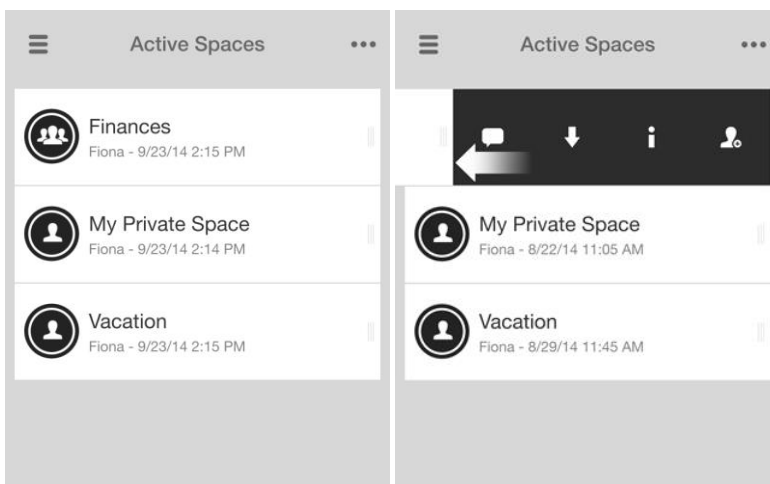 Active Spaces
Finances
Fiona - 9/23/14 2:15 PM
My Private Space
Fiona - 9/23/14 2:14 PM
Vacation
Fiona - 9/23/14 2:15 PM
Active Spaces
My Private Space
Fiona - 8/22/14 11:05 AM
Vacation
Fiona - 8/29/14 11:45 AM